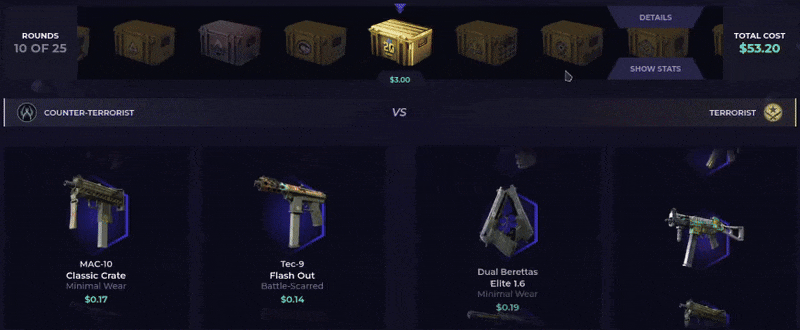 DETAILS
ROUNDS
10 OF 25
TOTAL COST
$53.20
20
SHOW STATS
$3.00
COUNTER-TERRORIST
VS
TERRORIST
MAC-10
Classic Crate
Minimal Wear
$0.17
Tec-9
Flash Out
Battle-Scarred
$0.14
Dual Berettas
Elite 1.6
Minimal Wear
$0.19